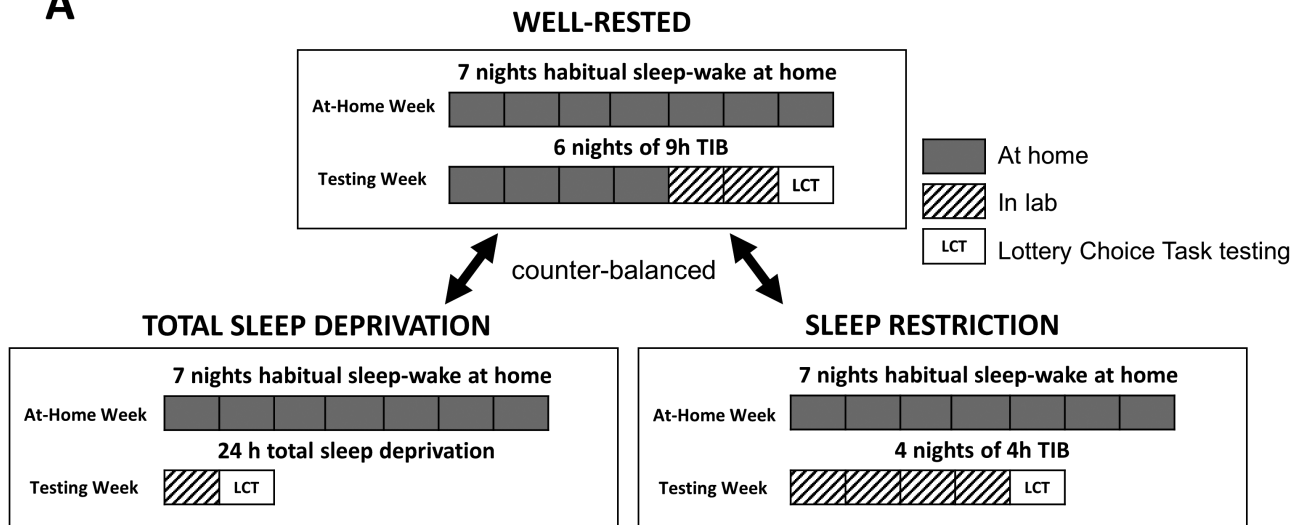 A
WELL-RESTED
7 nights habitual sleep-wake at home
At-Home Week
6 nights of 9h TIB
Testing Week
LCT
At home
In lab
LCT
Lottery Choice Task testing
counter-balanced
TOTAL SLEEP DEPRIVATION
7 nights habitual sleep-wake at home
At-Home Week
24 h total sleep deprivation
Testing Week
LCT
SLEEP RESTRICTION
7 nights habitual sleep-wake at home
At-Home Week
4 nights of 4h TIB
Testing Week
LCT